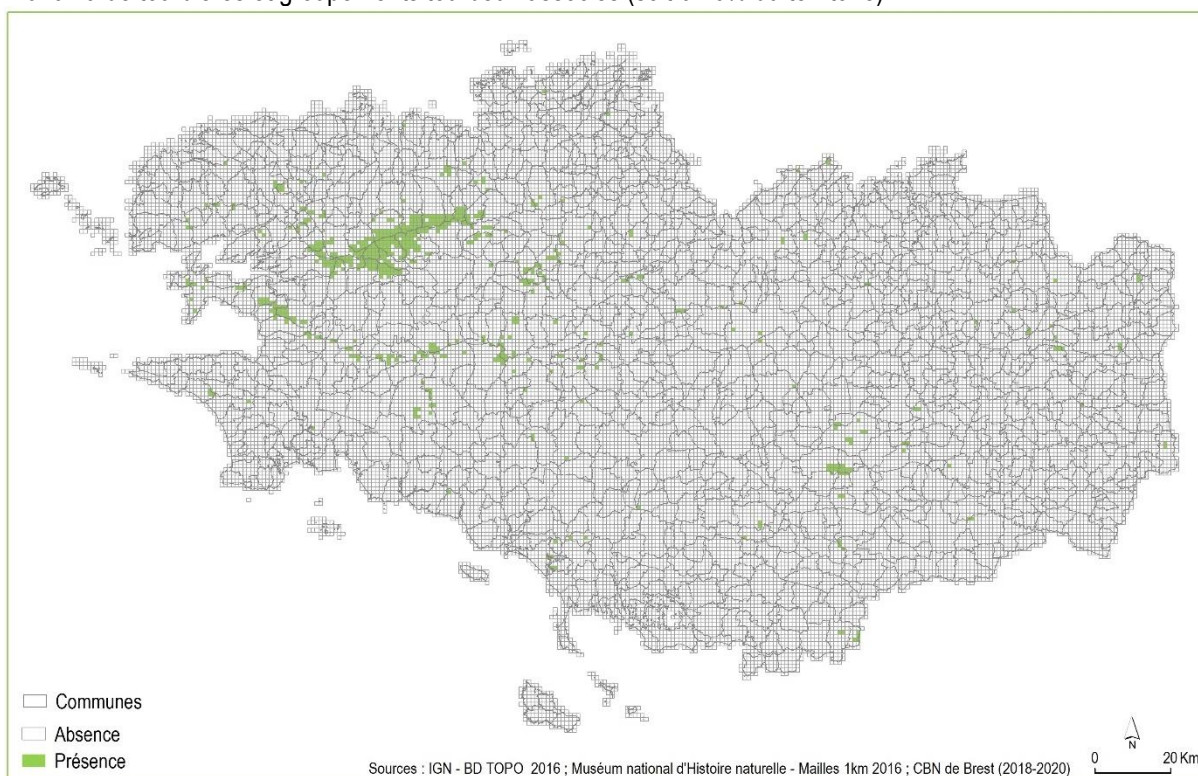 Communes
Absence
Présence
Sources : IGN - BD TOPO 2016 ; Muséum national d'Histoire naturelle - Mailles 1km 2016 ; CBN de Brest (2018-2020)
N
0 20 Km